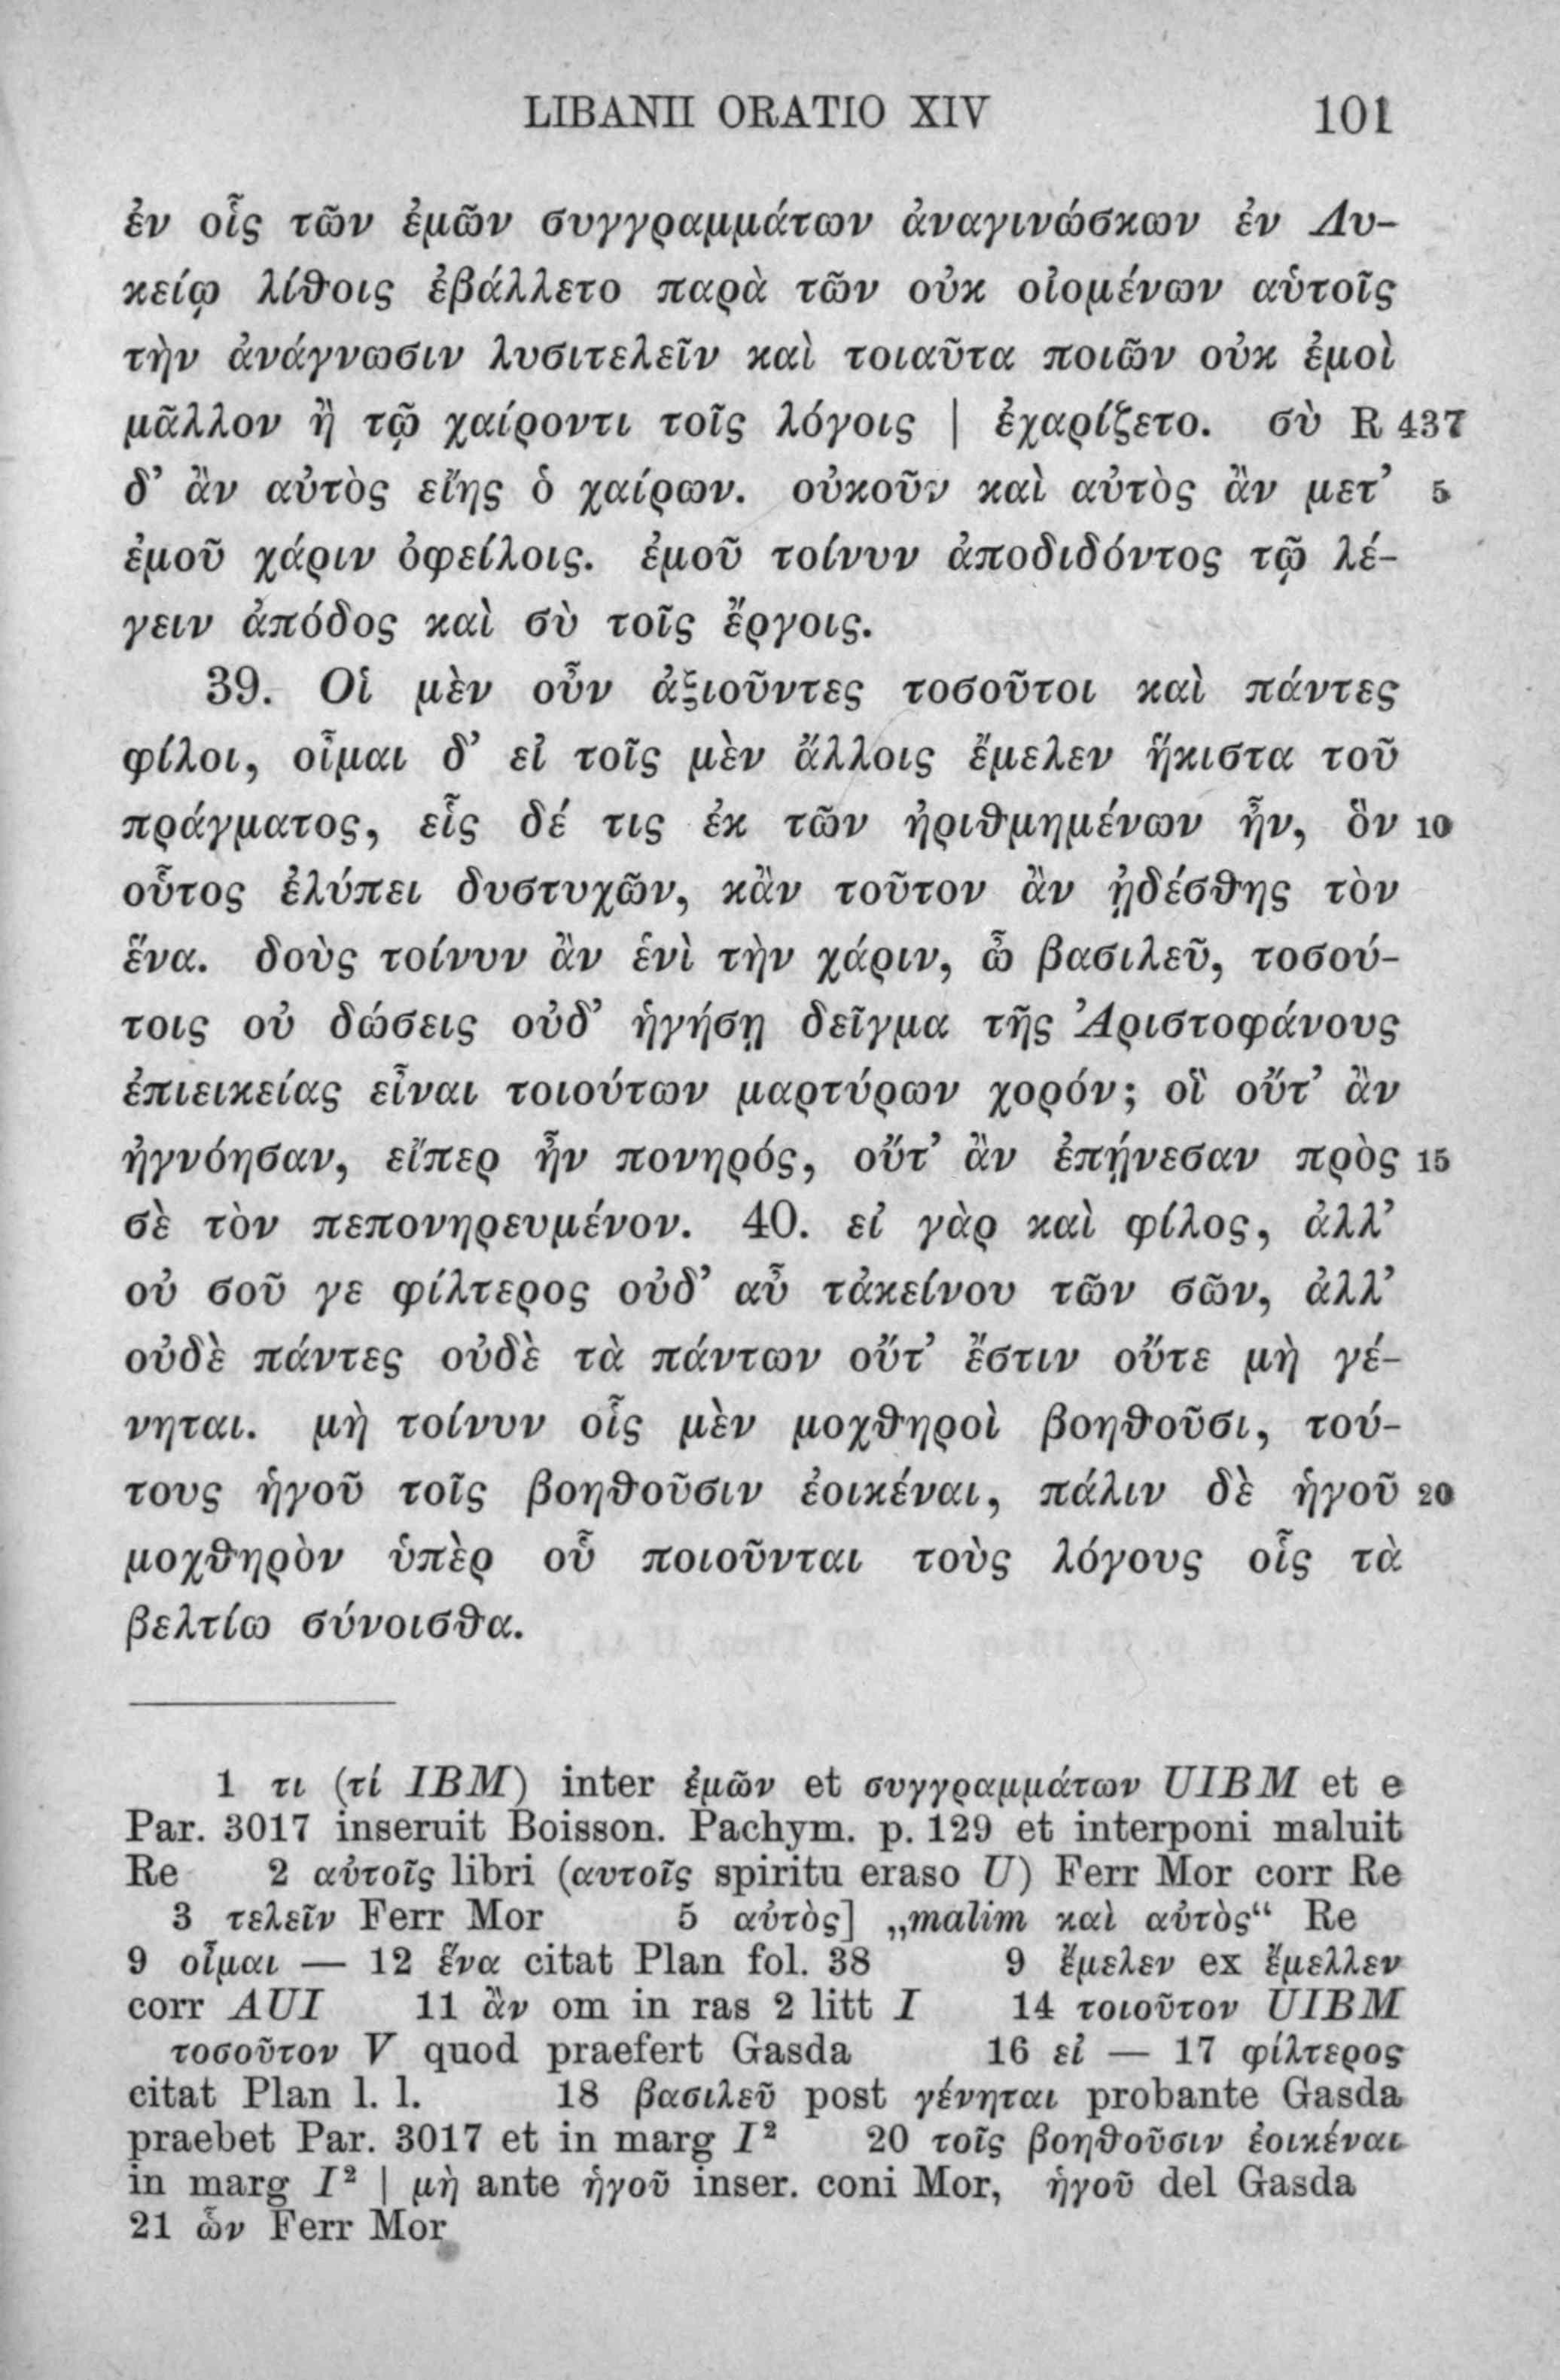 LIBANII ORATIO XIV 101
ἐν οἷς τῶν ἐμῶν συγγραμμάτων ἀναγινώσκων ἐν Λυ-
κείῳ λίθοις ἐβάλλετο παρὰ τῶν οὐκ οἰομένων αὑτοῖς
τὴν ἀνάγνωσιν λυσιτελεῖν καὶ τοιαῦτα ποιῶν οὐκ ἐμοὶ
μᾶλλον ἢ τῷ χαίροντι τοῖς λόγοις | ἐχαρίζετο. σὺ R 437
δ’ ἂν αὐτὸς εἴης ὁ χαίρων. οὐκοῦν καὶ αὐτὸς ἂν μετ’ 5
ἐμοῦ χάριν ὀφείλοις. ἐμοῦ τοίνυν ἀποδιδόντος τῷ λέ-
γειν ἀπόδος καὶ σὺ τοῖς ἔργοις.
39. Οἱ μὲν οὖν ἀξιοῦντες τοσοῦτοι καὶ πάντες
φίλοι, οἶμαι δ’ εἰ τοῖς μὲν ἄλλοις ἔμελεν ἥκιστα τοῦ
πράγματος, εἷς δέ τις ἐκ τῶν ἠριθμημένων ἦν, ὃν 10
οὗτος ἐλύπει δυστυχῶν, κἂν τοῦτον ἂν ᾐδέσθης τὸν
ἕνα. δοὺς τοίνυν ἂν ἑνὶ τὴν χάριν, ὦ βασιλεῦ, τοσού-
τοις οὐ δώσεις οὐδ’ ἡγήσῃ δεῖγμα τῆς Ἀριστοφάνους
ἐπιεικείας εἶναι τοιούτων μαρτύρων χορόν; οἳ οὔτ’ ἂν
ἠγνόησαν, εἴπερ ἦν πονηρός, οὔτ’ ἂν ἐπῄνεσαν πρὸς 15
σὲ τὸν πεπονηρευμένον. 40. εἰ γὰρ καὶ φίλος, ἀλλ’
οὐ σοῦ γε φίλτερος οὐδ’ αὖ τἀκείνου τῶν σῶν, ἀλλ’
οὐδὲ πάντες οὐδὲ τὰ πάντων οὔτ’ ἔστιν οὔτε μὴ γέ-
νηται. μὴ τοίνυν οἷς μὲν μοχθηροὶ βοηθοῦσι, τού-
τους ἡγοῦ τοῖς βοηθοῦσιν ἐοικέναι, πάλιν δὲ ἡγοῦ 20
μοχθηρὸν ὑπὲρ οὗ ποιοῦνται τοὺς λόγους οἷς τὰ
βελτίω σύνοισθα.
1 τι (τί IBM) inter ἐμῶν et συγγραμμάτων UIBM et e
Par. 3017 inseruit Boisson. Pachym. p. 129 et interponi maluit
Re 2 αὐτοῖς libri (αυτοῖς spiritu eraso U) Ferr Mor corr Re
3 τελεῖν Ferr Mor 5 αὐτὸς] „malim καὶ αὐτὸς“ Re
9 οἶμαι — 12 ἕνα citat Plan fol. 38 9 ἔμελεν ex ἔμελλεν
corr AUI 11 ἂν om in ras 2 litt I 14 τοιοῦτον UIBM
τοσοῦτον V quod praefert Gasda 16 εἰ — 17 φίλτερος
citat Plan l. l. 18 βασιλεῦ post γένηται probante Gasda
praebet Par. 3017 et in marg I² 20 τοῖς βοηθοῦσιν ἐοικέναι
in marg I² | μὴ ante ἡγοῦ inser. coni Mor, ἡγοῦ del Gasda
21 ὧν Ferr Mor